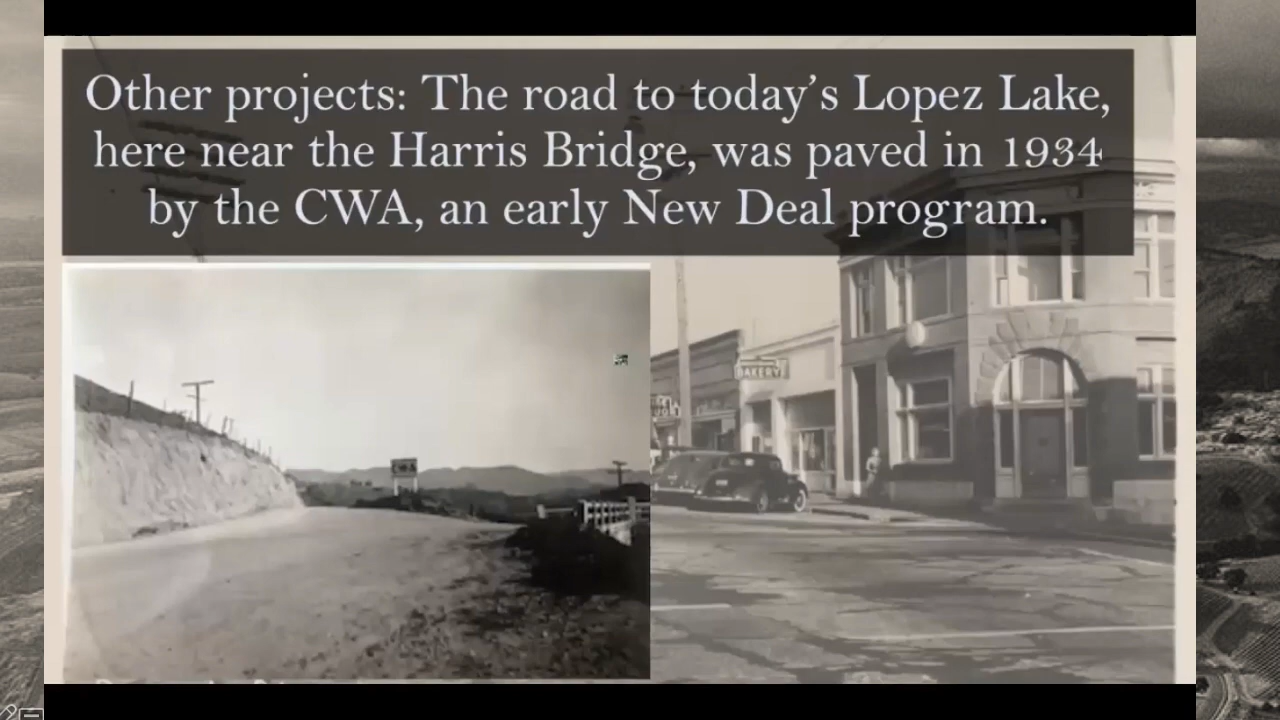 Other projects: The road to today's Lopez Lake,
here near the Harris Bridge, was paved in 1934
by the CWA, an early New Deal program.
BAKERY
CWA